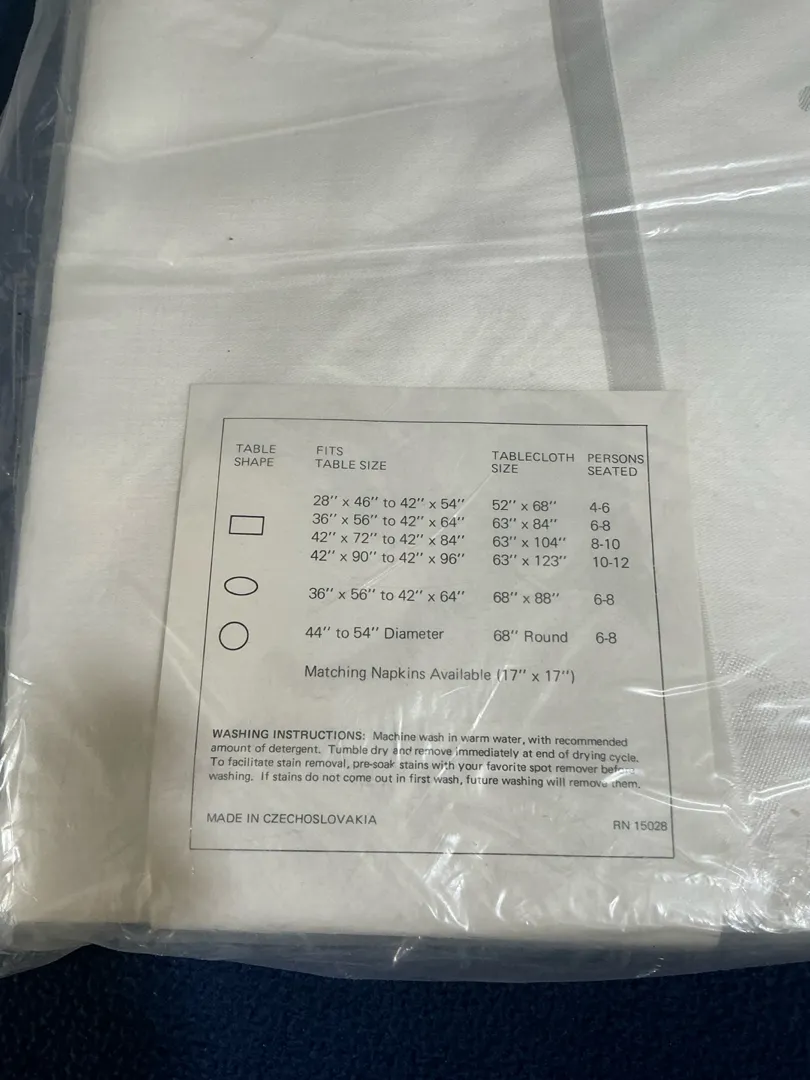 TABLE SHAPE FITS TABLE SIZE TABLECLOTH SIZE PERSONS SEATED
28" x 46" to 42" x 54" 52" x 68" 4-6
36" x 56" to 42" x 64" 63" x 84" 6-8
42" x 72" to 42" x 84" 63" x 104" 8-10
42" x 90" to 42" x 96" 63" x 123" 10-12
36" x 56" to 42" x 64" 68" x 88" 6-8
44" to 54" Diameter 68" Round 6-8
Matching Napkins Available (17" x 17")
WASHING INSTRUCTIONS: Machine wash in warm water, with recommended
amount of detergent. Tumble dry and remove immediately at end of drying cycle.
To facilitate stain removal, pre-soak stains with your favorite spot remover before
washing. If stains do not come out in first wash, future washing will remove them.
MADE IN CZECHOSLOVAKIA RN 15028